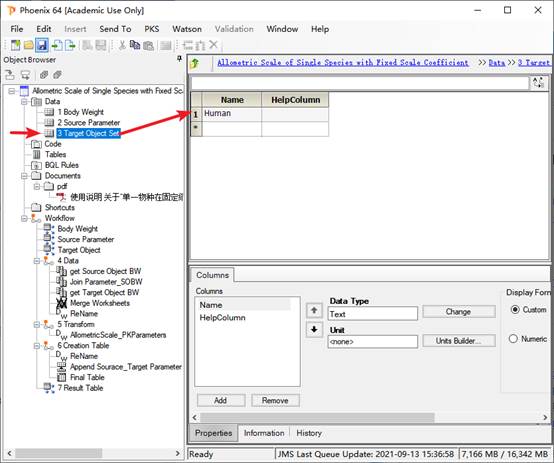 Phoenix 64 [Academic Use Only]
File Edit Insert Send To PKS Watson Validation Window Help
Object Browser
Allometric Scale of Single Species with Fixed Scale Coefficient >> Data >> 3 Target
Allometric Scale of Single Species with Fixed Sca
Data
1 Body Weight
2 Source Parameter
3 Target Object Set
Code
Tables
BQL Rules
Documents
pdf
使用说明 关于“单一物种在固定缩
Shortcuts
Workflow
Body Weight
Source Parameter
Target Object
4 Data
get Source Object BW
Join Parameter_SOBW
get Target Object BW
Merge Worksheets
ReName
5 Transform
AllometricScale_PKParameters
6 Creation Table
ReName
Append Sourace_Target Parameter
Final Table
7 Result Table
Name HelpColumn
1 Human
*
Columns
Columns
Name
HelpColumn
Add Remove
Data Type
Text Change
Unit
<none> Units Builder...
Display Form
Custom
Numeric
Properties Information History
Ready JMS Last Queue Update: 2021-09-13 15:36:58 7,166 MB / 16,342 MB